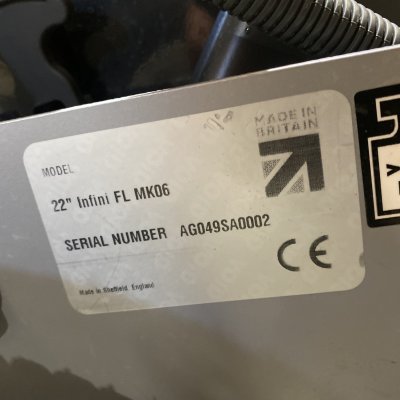 MADE IN
BRITAIN
MODEL
22" Infini FL MK06
SERIAL NUMBER AG049SA0002
CE
Made in Sheffield England